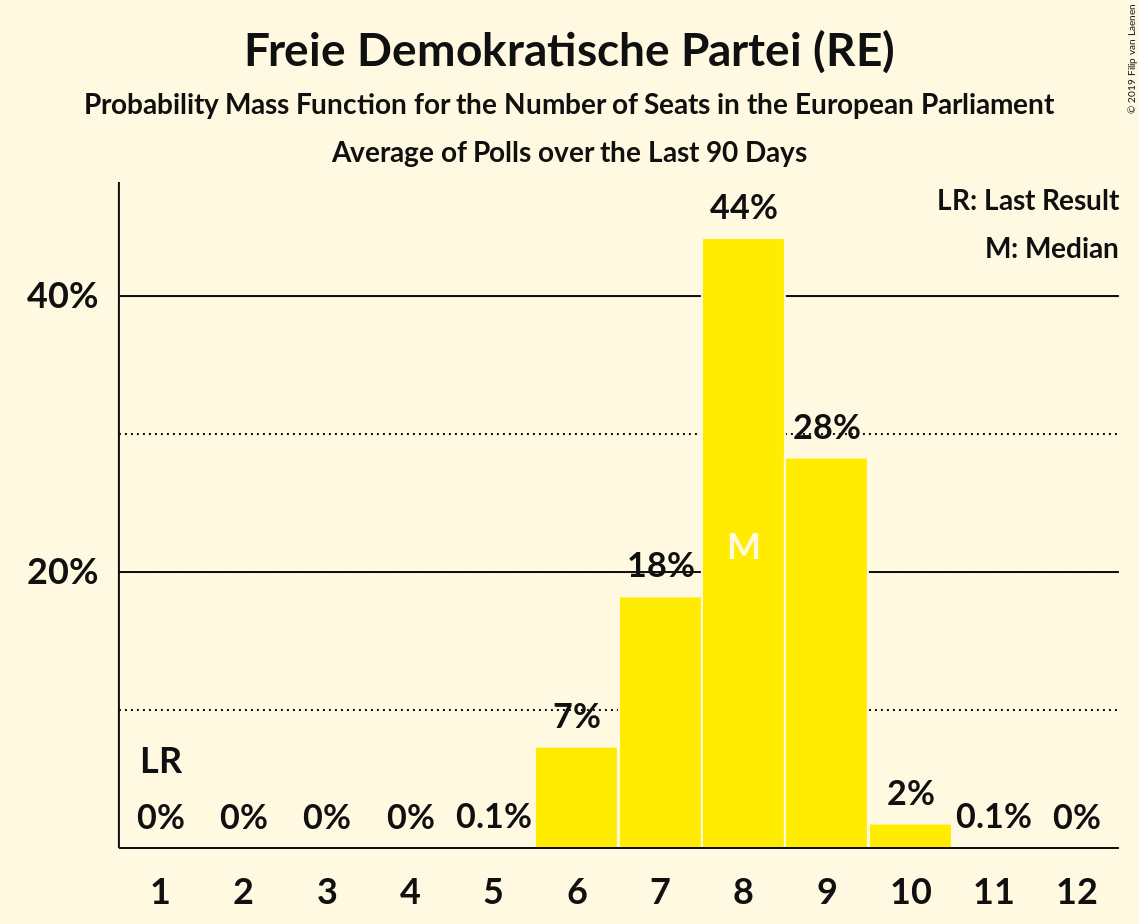 Freie Demokratische Partei (RE)
Probability Mass Function for the Number of Seats in the European Parliament
Average of Polls over the Last 90 Days
© 2019 Filip van Laenen
LR: Last Result
M: Median
44%
40%
28%
M
20%
18%
7%
LR
2%
0% 0% 0% 0% 0.1% 0.1% 0%
1 2 3 4 5 6 7 8 9 10 11 12